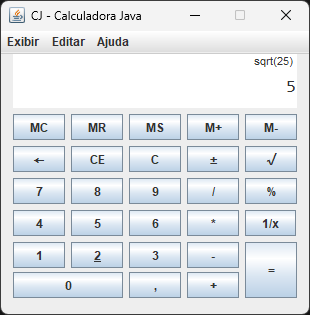 CJ - Calculadora Java
Exibir Editar Ajuda
sqrt(25)
5
MC MR MS M+ M-
← CE C ± √
7 8 9 / %
4 5 6 * 1/x
1 2 3 - =
0 , +